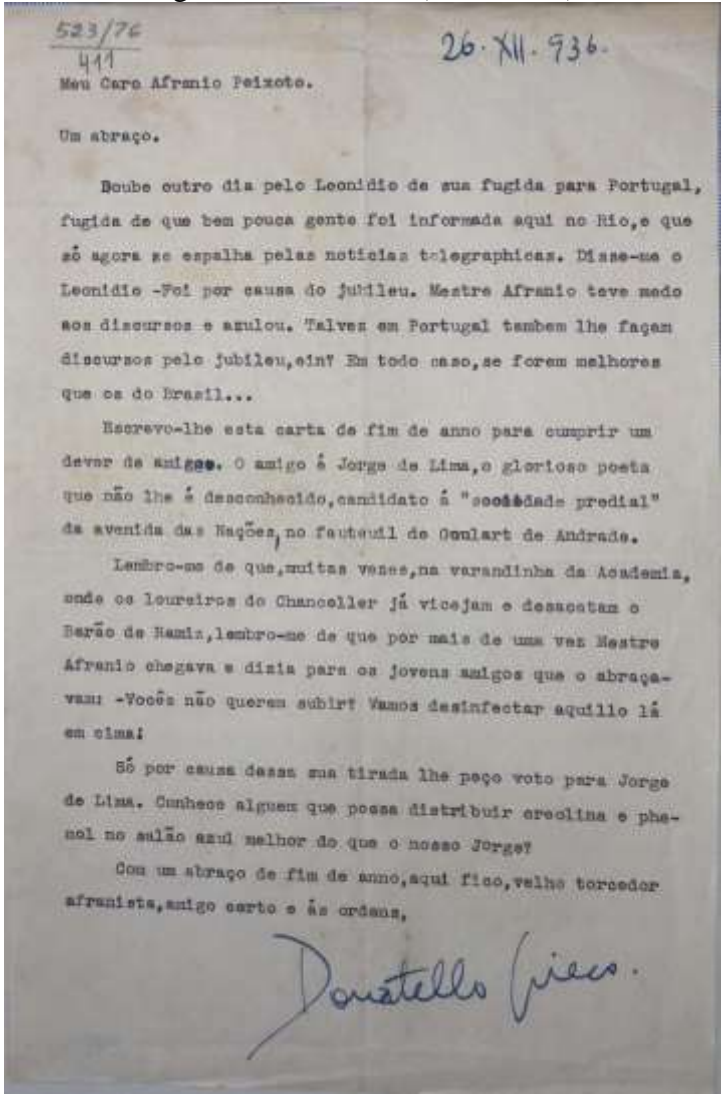 523/76
411
26.XII.936.
Meu Caro Afranio Peixoto.
Um abraço.
Soube outro dia pelo Leonidio de sua fugida para Portugal,
fugida de que bem pouca gente foi informada aqui no Rio,e que
só agora se espalha pelas noticias telegraphicas. Disse-me o
Leonidio -Foi por causa do jubileu. Mestre Afranio teve medo
aos discursos e azulou. Talvez em Portugal tambem lhe façam
discursos pelo jubileu,ein? Em todo caso,se forem melhores
que os do Brasil...
Escrevo-lhe esta carta de fim de anno para cumprir um
dever de amigo. O amigo é Jorge de Lima,o glorioso poeta
que não lhe é desconhecido,candidato á "sociedade predial"
da avenida das Nações, no fauteuil de Goulart de Andrade.
Lembro-me de que,muitas vezes,na varandinha da Academia,
onde os loureiros do Chanceller já vicejam e desacatam o
Barão de Ramiz,lembro-me de que por mais de uma vez Mestre
Afranio chegava e dizia para os jovens amigos que o abraça-
vam: -Vocês não querem subir? Vamos desinfectar aquillo lá
em cima!
Só por causa dessa sua tirada lhe peço voto para Jorge
de Lima. Conhece alguem que possa distribuir creolina e phe-
nol no salão azul melhor do que o nosso Jorge?
Com um abraço de fim de anno,aqui fico,velho torcedor
afranista,amigo certo e ás ordens,
Donatello Grieco.